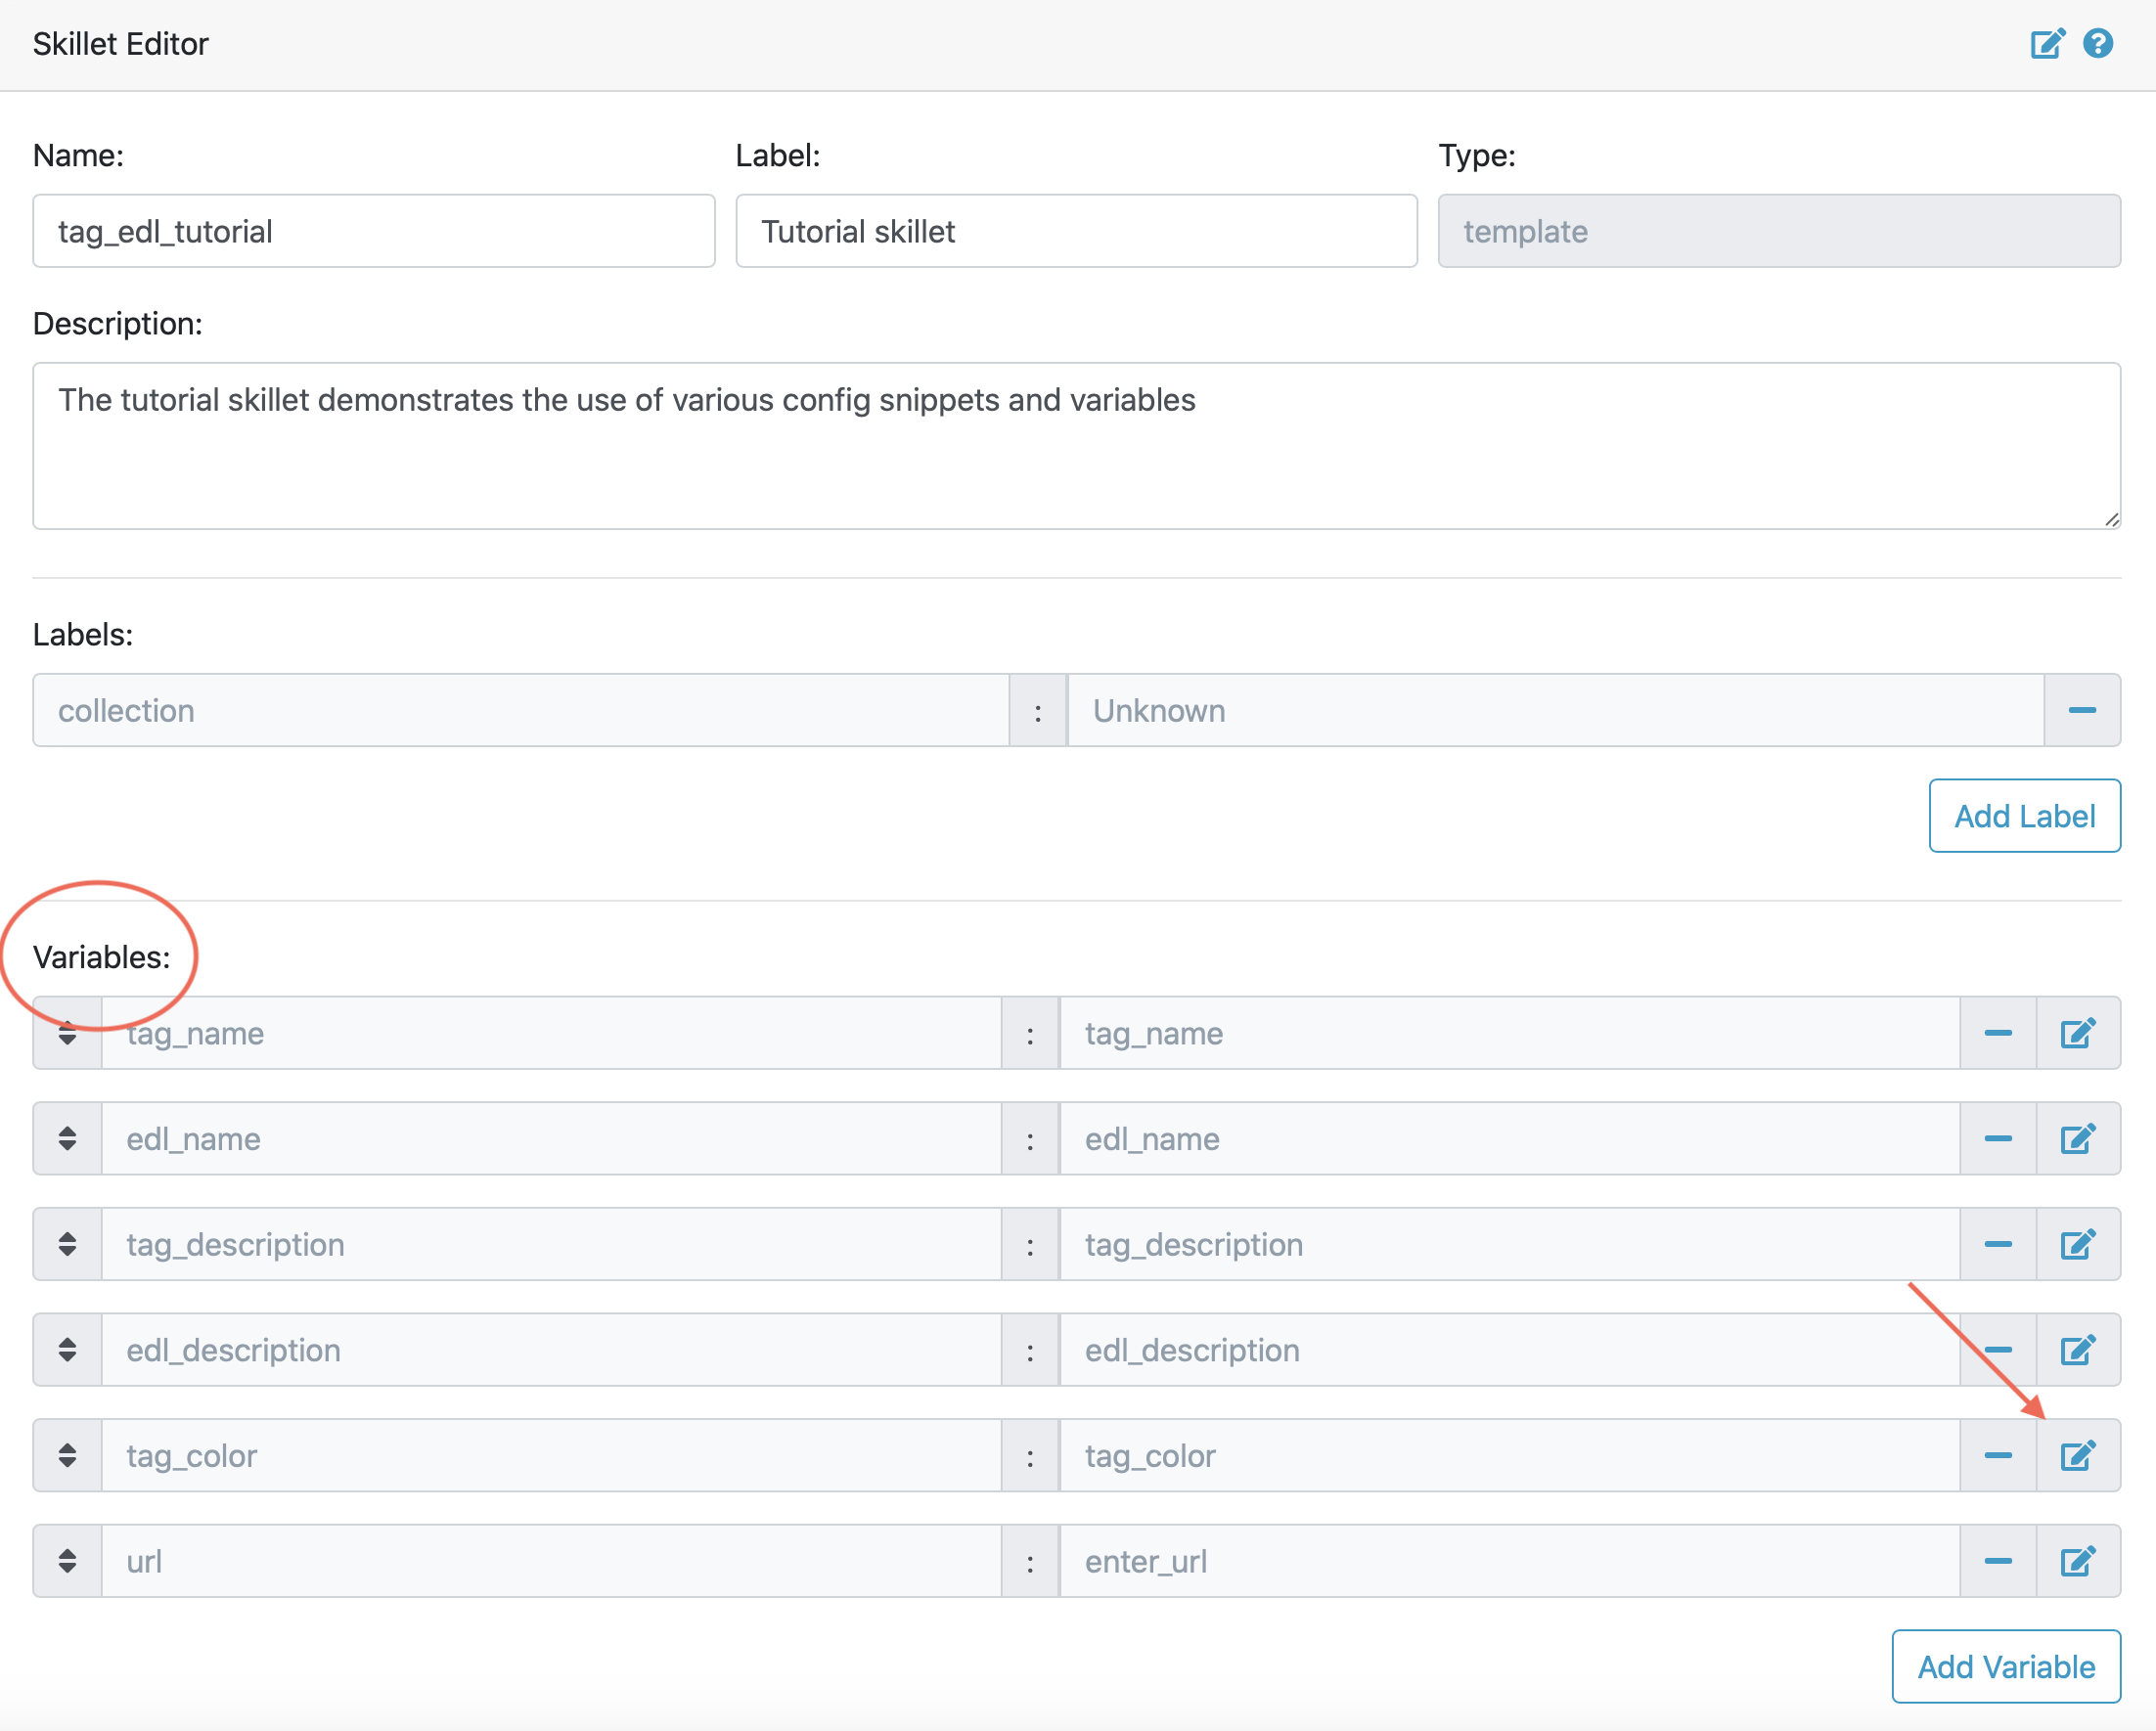 Skillet Editor
Name: Label: Type:
tag_edl_tutorial Tutorial skillet template
Description:
The tutorial skillet demonstrates the use of various config snippets and variables
Labels:
collection : Unknown
Add Label
Variables:
tag_name : tag_name
edl_name : edl_name
tag_description : tag_description
edl_description : edl_description
tag_color : tag_color
url : enter_url
Add Variable